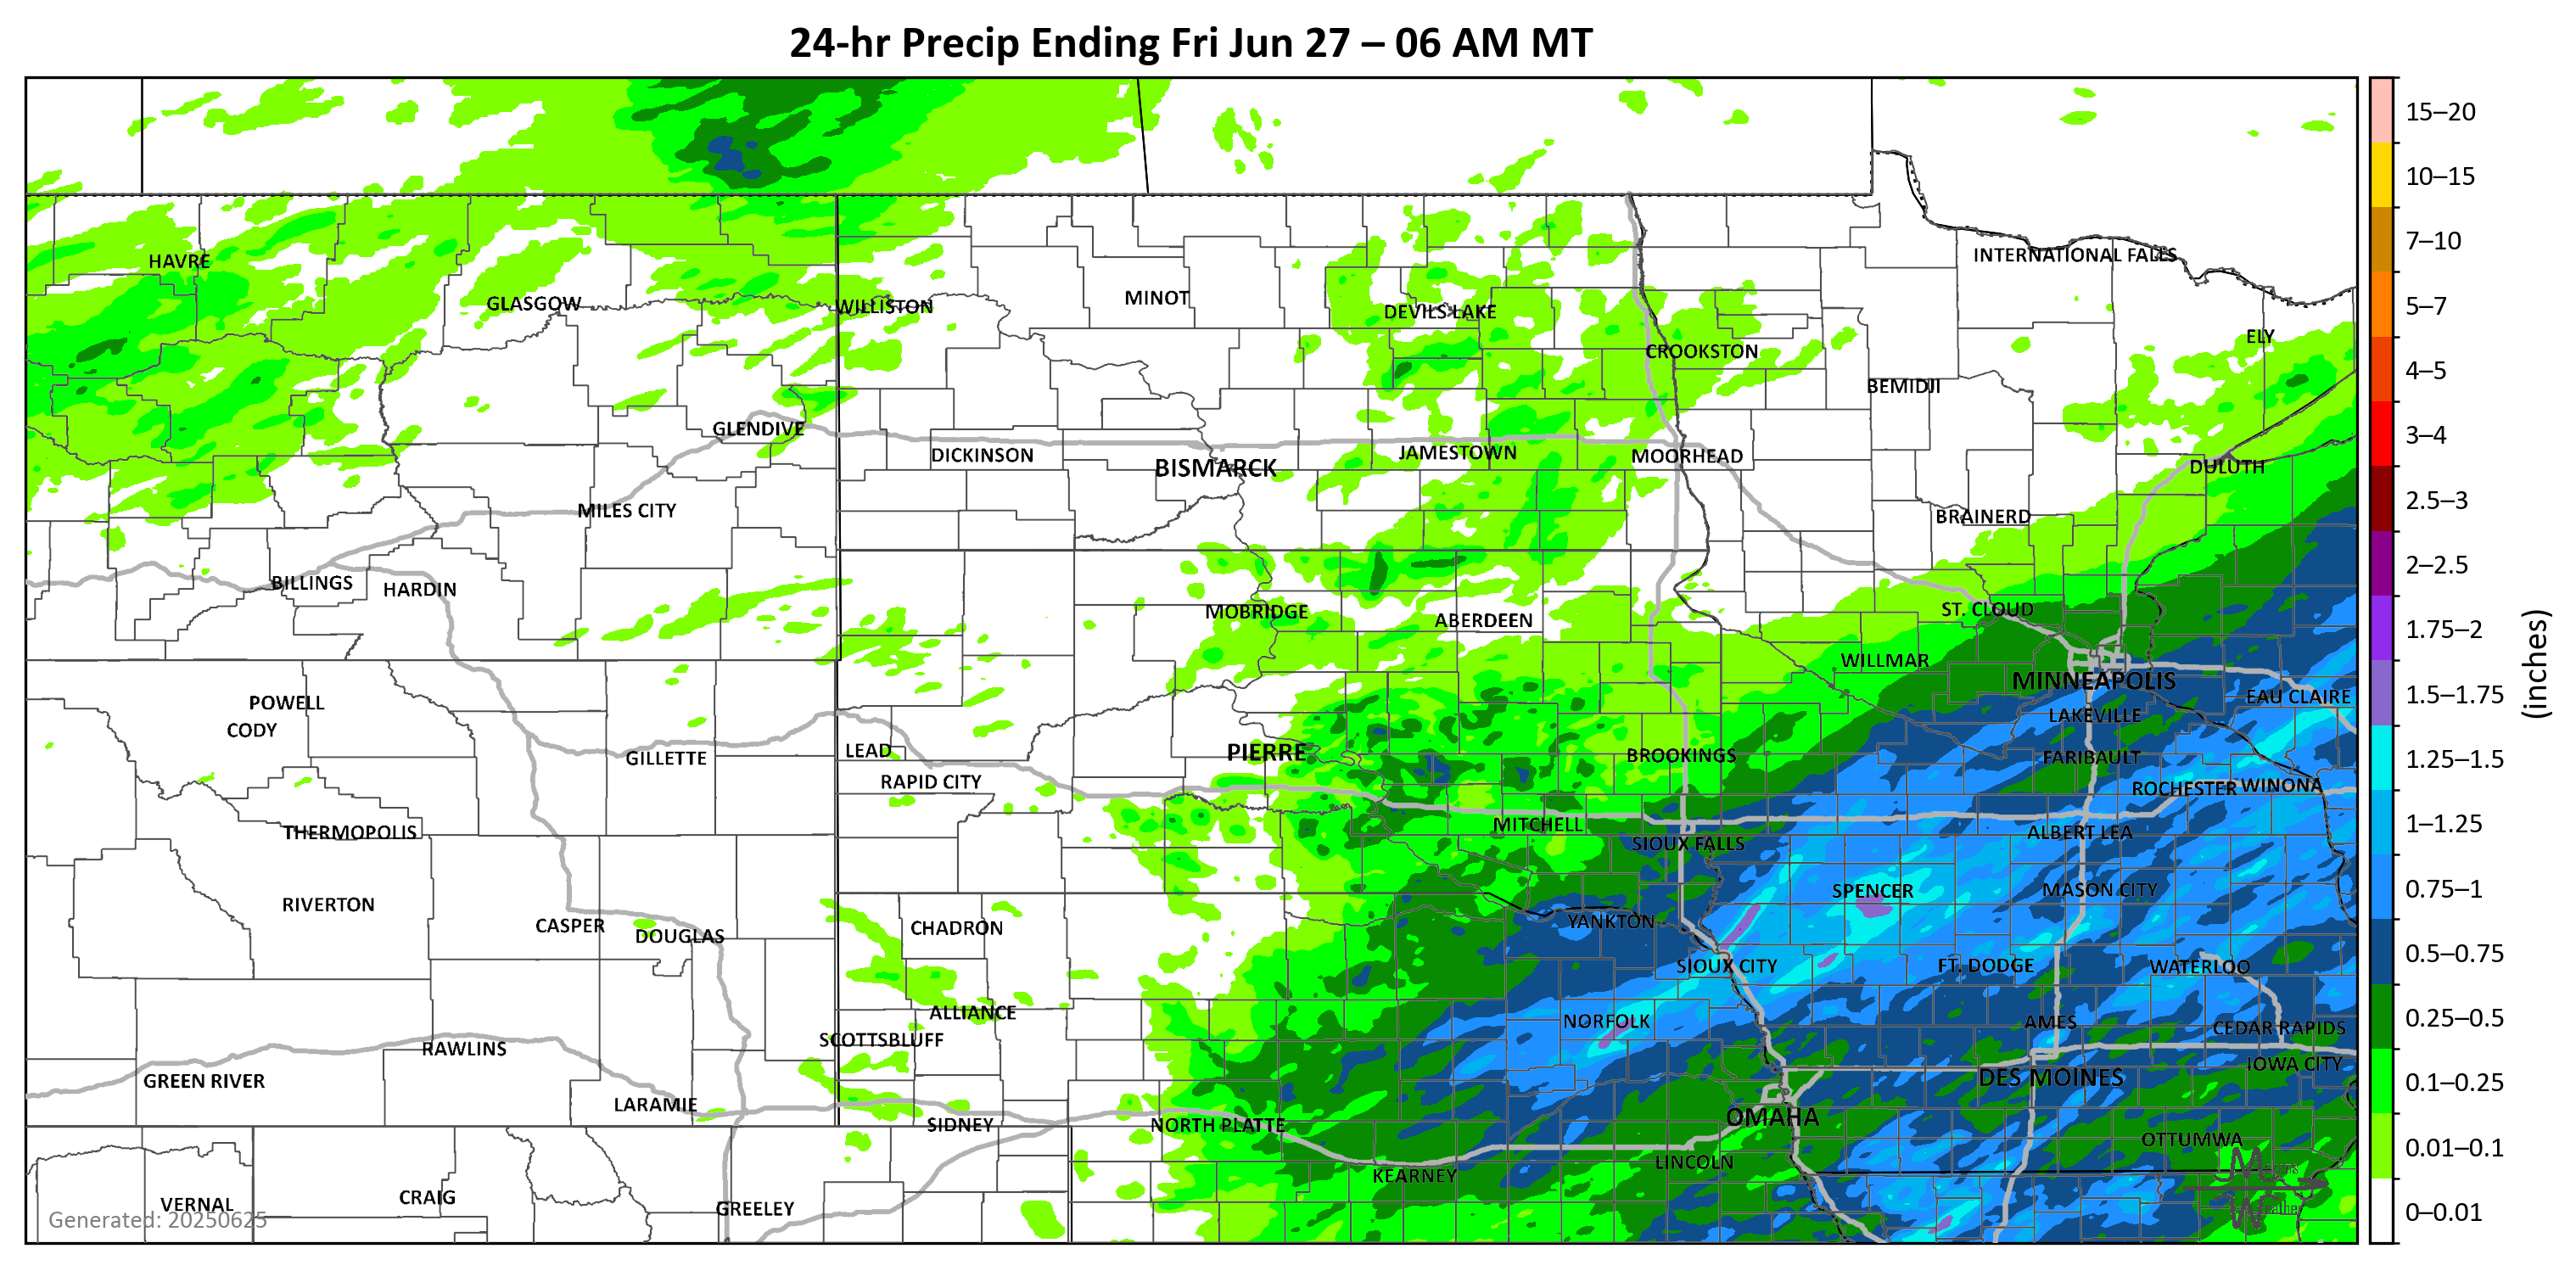 24-hr Precip Ending Fri Jun 27 – 06 AM MT
15–20
10–15
7–10
5–7
4–5
3–4
2.5–3
2–2.5
1.75–2
1.5–1.75
1.25–1.5
1–1.25
0.75–1
0.5–0.75
0.25–0.5
0.1–0.25
0.01–0.1
0–0.01
(inches)
HAVRE
INTERNATIONAL FALLS
GLASGOW
WILLISTON
MINOT
DEVILS LAKE
ELY
CROOKSTON
BEMIDJI
GLENDIVE
DICKINSON
BISMARCK
JAMESTOWN
MOORHEAD
DULUTH
MILES CITY
BRAINERD
BILLINGS
HARDIN
MOBRIDGE
ABERDEEN
ST. CLOUD
WILLMAR
MINNEAPOLIS
EAU CLAIRE
POWELL
CODY
LAKEVILLE
GILLETTE
LEAD
PIERRE
BROOKINGS
FARIBAULT
RAPID CITY
ROCHESTER
WINONA
THERMOPOLIS
MITCHELL
SIOUX FALLS
ALBERT LEA
RIVERTON
SPENCER
MASON CITY
CASPER
DOUGLAS
CHADRON
YANKTON
SIOUX CITY
FT. DODGE
WATERLOO
ALLIANCE
NORFOLK
AMES
CEDAR RAPIDS
SCOTTSBLUFF
RAWLINS
IOWA CITY
GREEN RIVER
DES MOINES
LARAMIE
SIDNEY
NORTH PLATTE
OMAHA
OTTUMWA
LINCOLN
KEARNEY
VERNAL
CRAIG
GREELEY
Generated: 20250625